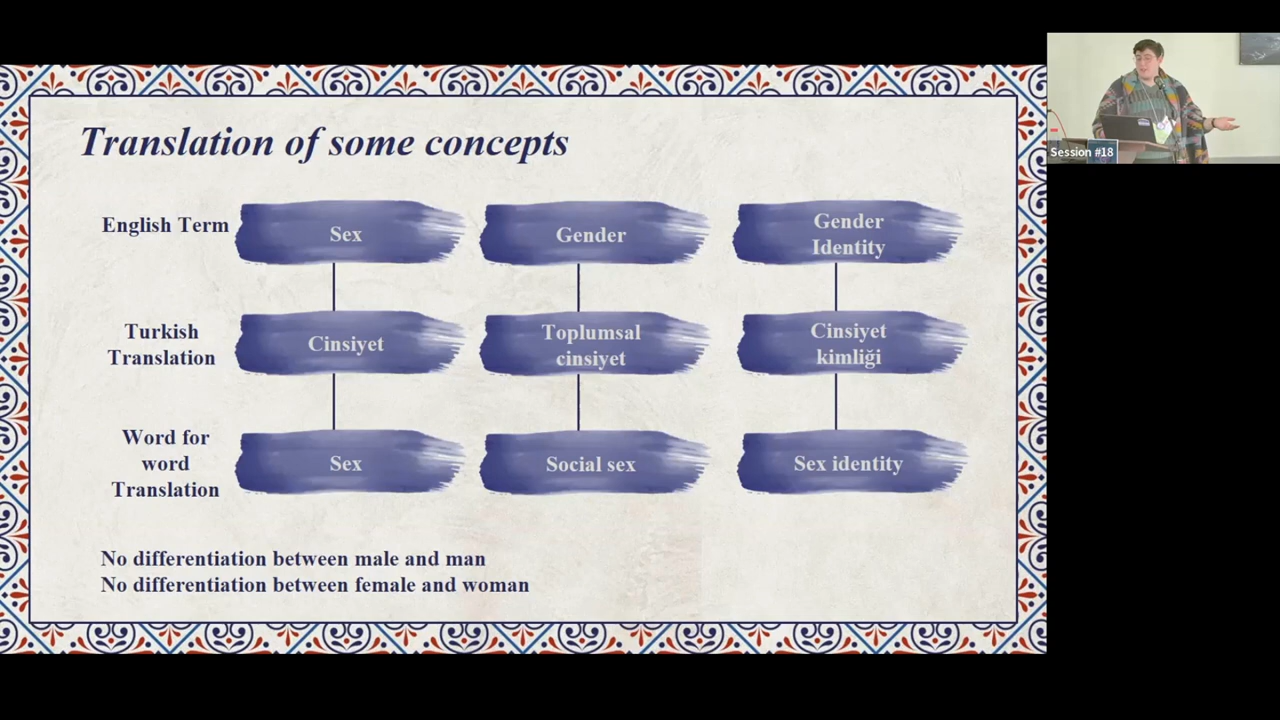 Translation of some concepts
English Term
Sex
Gender
Gender
Identity
Turkish
Translation
Cinsiyet
Toplumsal
cinsiyet
Cinsiyet
kimliği
Word for
word
Translation
Sex
Social sex
Sex identity
No differentiation between male and man
No differentiation between female and woman
Session #18